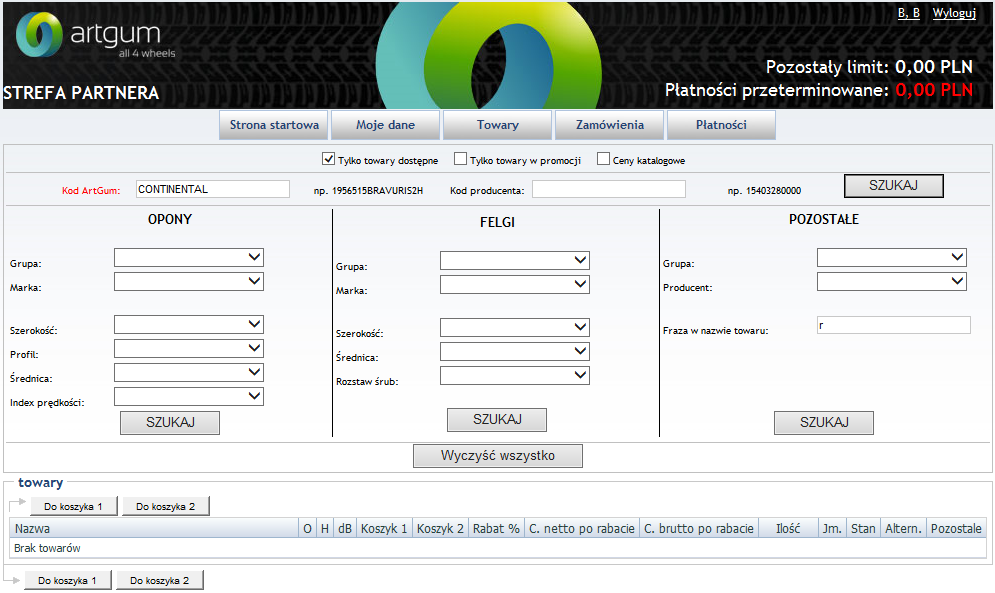 B, B Wyloguj
artgum
all 4 wheels
Pozostały limit: 0,00 PLN
STREFA PARTNERA
Płatności przeterminowane: 0,00 PLN
Strona startowa Moje dane Towary Zamówienia Płatności
Tylko towary dostępne Tylko towary w promocji Ceny katalogowe
Kod ArtGum: CONTINENTAL np. 1956515BRAVURIS2H Kod producenta: np. 15403280000 SZUKAJ
OPONY FELGI POZOSTAŁE
Grupa: Grupa: Grupa:
Marka: Marka: Producent:
Szerokość: Szerokość: Fraza w nazwie towaru: r
Profil: Średnica:
Średnica: Rozstaw śrub:
Index prędkości:
SZUKAJ SZUKAJ SZUKAJ
Wyczyść wszystko
towary
Do koszyka 1 Do koszyka 2
Nazwa O H dB Koszyk 1 Koszyk 2 Rabat % C. netto po rabacie C. brutto po rabacie Ilość Jm. Stan Altern. Pozostale
Brak towarów
Do koszyka 1 Do koszyka 2